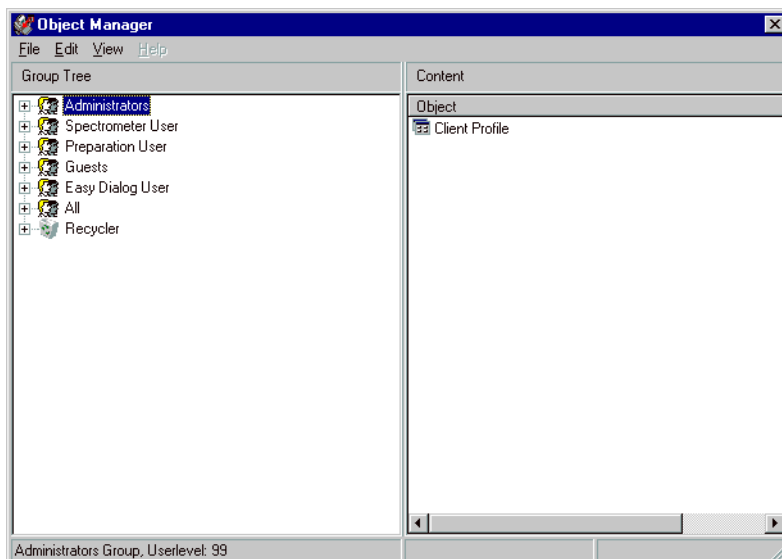 Object Manager
File Edit View Help
Group Tree
Content
Administrators
Spectrometer User
Preparation User
Guests
Easy Dialog User
All
Recycler
Object
Client Profile
Administrators Group, Userlevel: 99